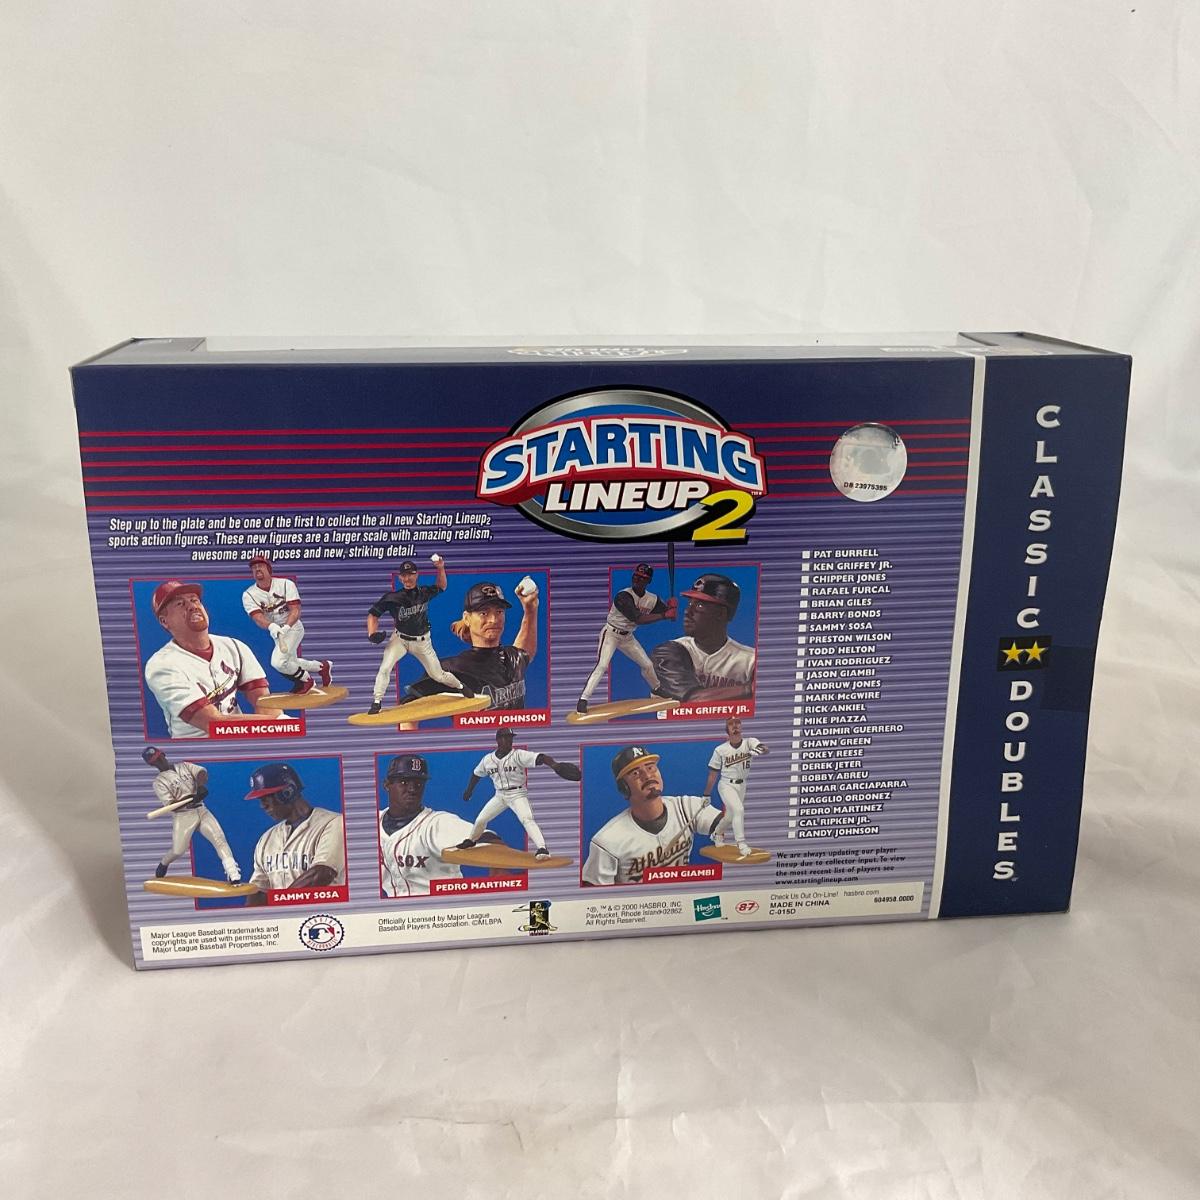 STARTING
LINEUP 2™
DB 23975395
Step up to the plate and be one of the first to collect the all new Starting Lineup2
sports action figures. These new figures are a larger scale with amazing realism,
awesome action poses and new, striking detail.
MARK MCGWIRE
RANDY JOHNSON
KEN GRIFFEY JR.
SAMMY SOSA
PEDRO MARTINEZ
JASON GIAMBI
PAT BURRELL
KEN GRIFFEY JR.
CHIPPER JONES
RAFAEL FURCAL
BRIAN GILES
BARRY BONDS
SAMMY SOSA
PRESTON WILSON
TODD HELTON
IVAN RODRIGUEZ
JASON GIAMBI
ANDRUW JONES
MARK McGWIRE
RICK ANKIEL
MIKE PIAZZA
VLADIMIR GUERRERO
SHAWN GREEN
POKEY REESE
DEREK JETER
BOBBY ABREU
NOMAR GARCIAPARRA
MAGGLIO ORDONEZ
PEDRO MARTINEZ
CAL RIPKEN JR.
RANDY JOHNSON
We are always updating our player
lineup due to collector input. To view
the most recent list of players see
www.startinglineup.com
Major League Baseball trademarks and
copyrights are used with permission of
Major League Baseball Properties, Inc.
Officially Licensed by Major League
Baseball Players Association. ©MLBPA
*®, ™ & © 2000 HASBRO, INC.
Pawtucket, Rhode Island 02862.
All Rights Reserved.
Hasbro
87
Check Us Out On-Line! hasbro.com
MADE IN CHINA
C-015D
604958.0000
CLASSIC
DOUBLES